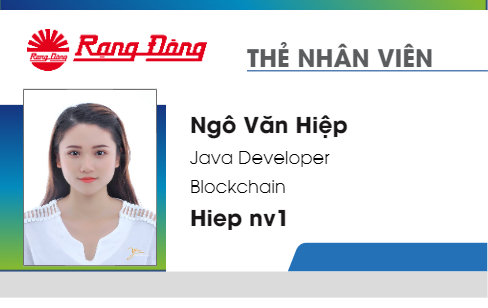 Rạng Đông
Rạng Đông
THẺ NHÂN VIÊN
Ngô Văn Hiệp
Java Developer
Blockchain
Hiep nv1